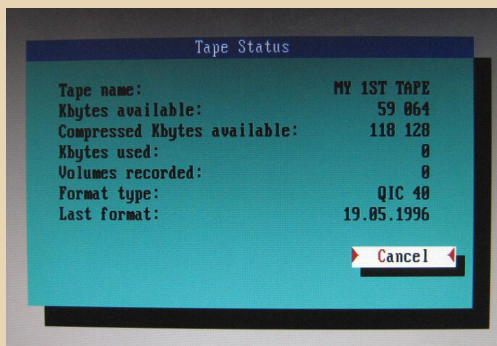 Tape Status
Tape name: MY 1ST TAPE
Kbytes available: 59 064
Compressed Kbytes available: 118 128
Kbytes used: 0
Volumes recorded: 0
Format type: QIC 40
Last format: 19.05.1996
Cancel